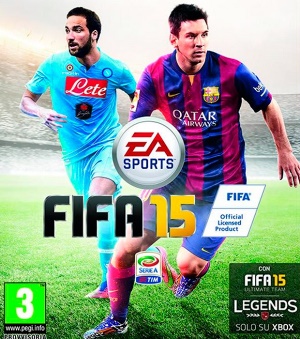 Lete
QATAR
AIRWAYS
EA
SPORTS
FIFA 15
FIFA®
Official
Licensed
Product
SERIE A
TIM
3
www.pegi.info
PROVVISORIO
CON
FIFA 15
ULTIMATE TEAM
LEGENDS
SOLO SU XBOX